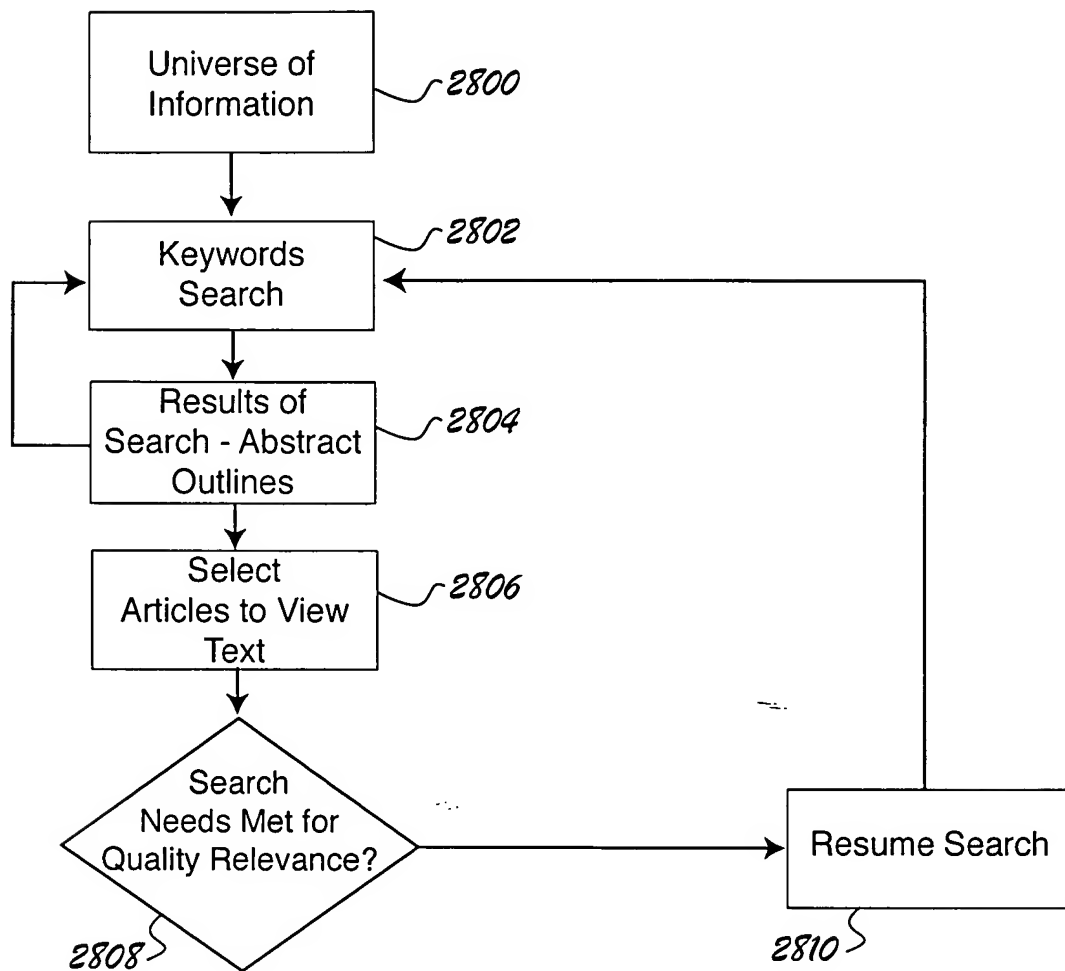 Universe of
Information
2800
Keywords
Search
2802
Results of
Search - Abstract
Outlines
2804
Select
Articles to View
Text
2806
Search
Needs Met for
Quality Relevance?
2808
Resume Search
2810